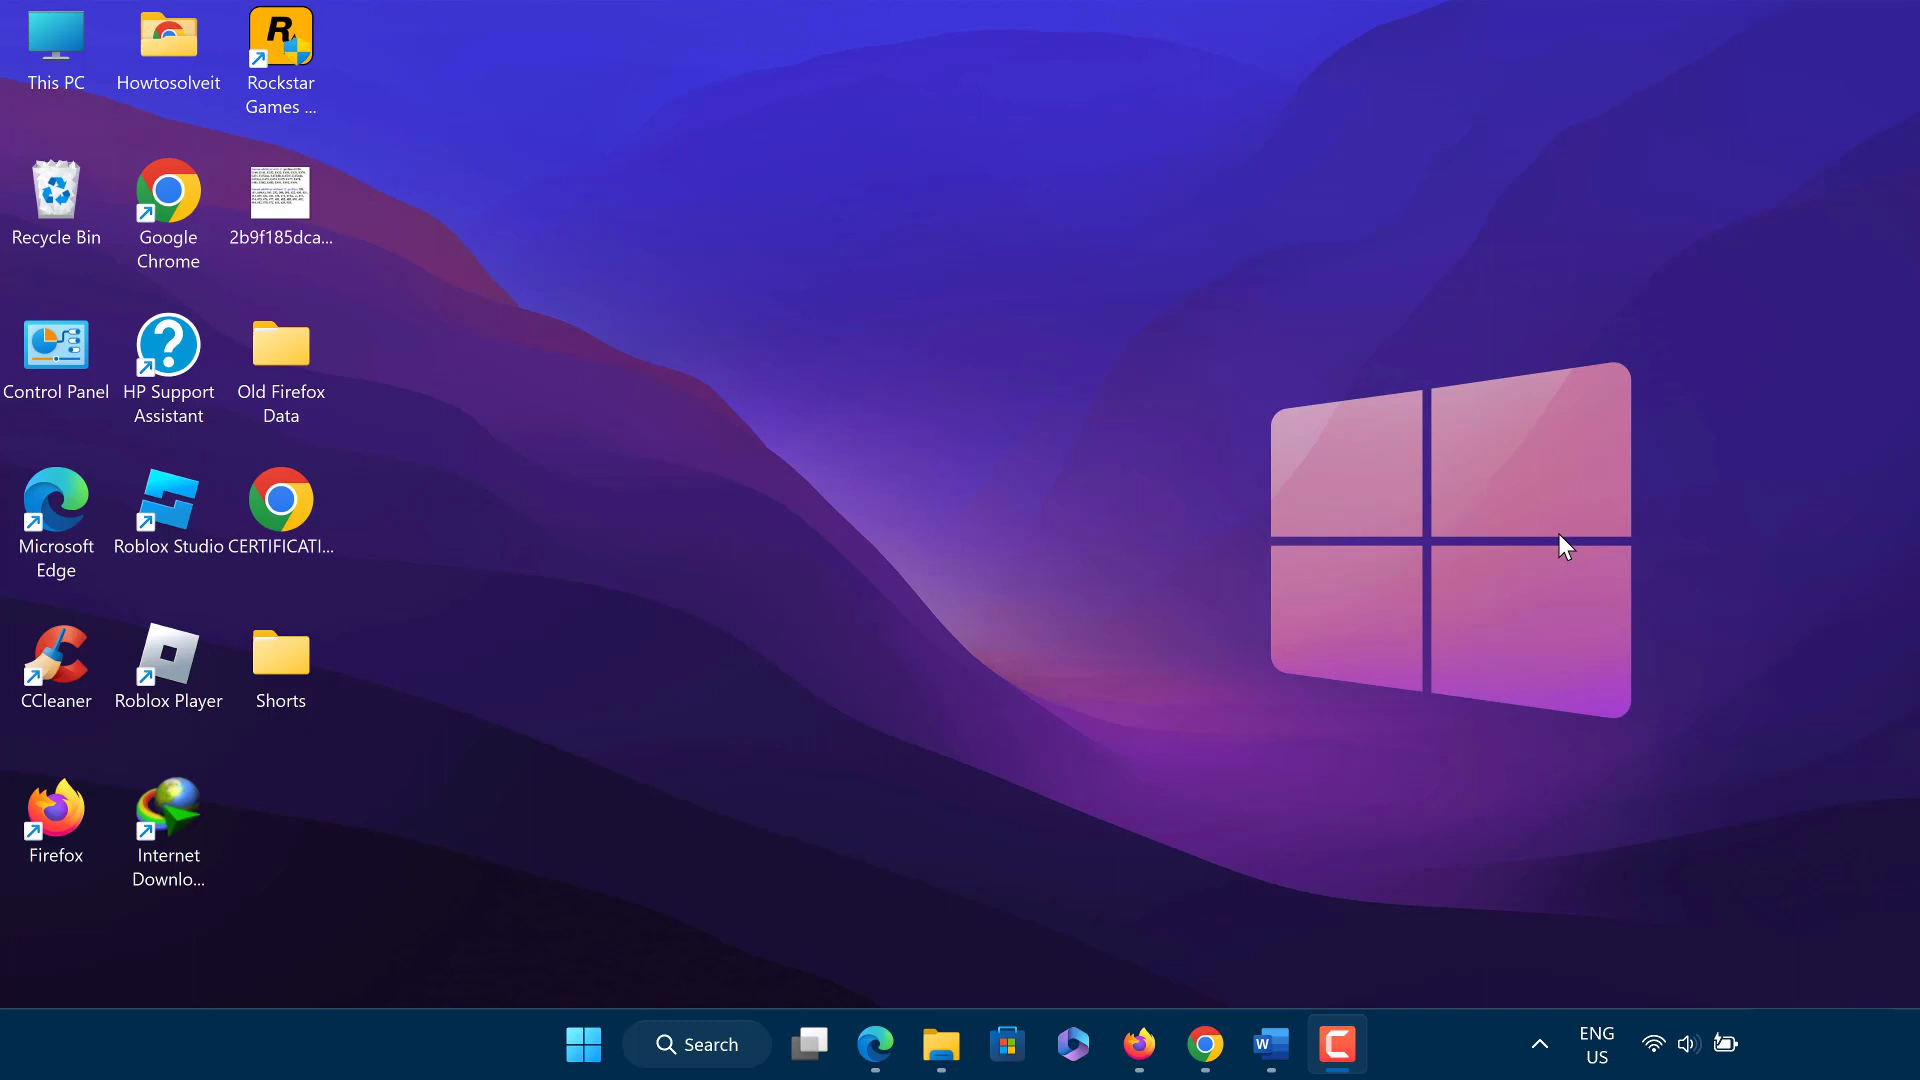 This PC
Howtosolveit
Rockstar
Games ...
Recycle Bin
Google
Chrome
2b9f185dca...
Control Panel
HP Support
Assistant
Old Firefox
Data
Microsoft
Edge
Roblox Studio
CERTIFICATI...
CCleaner
Roblox Player
Shorts
Firefox
Internet
Downlo...
Search
ENG
US